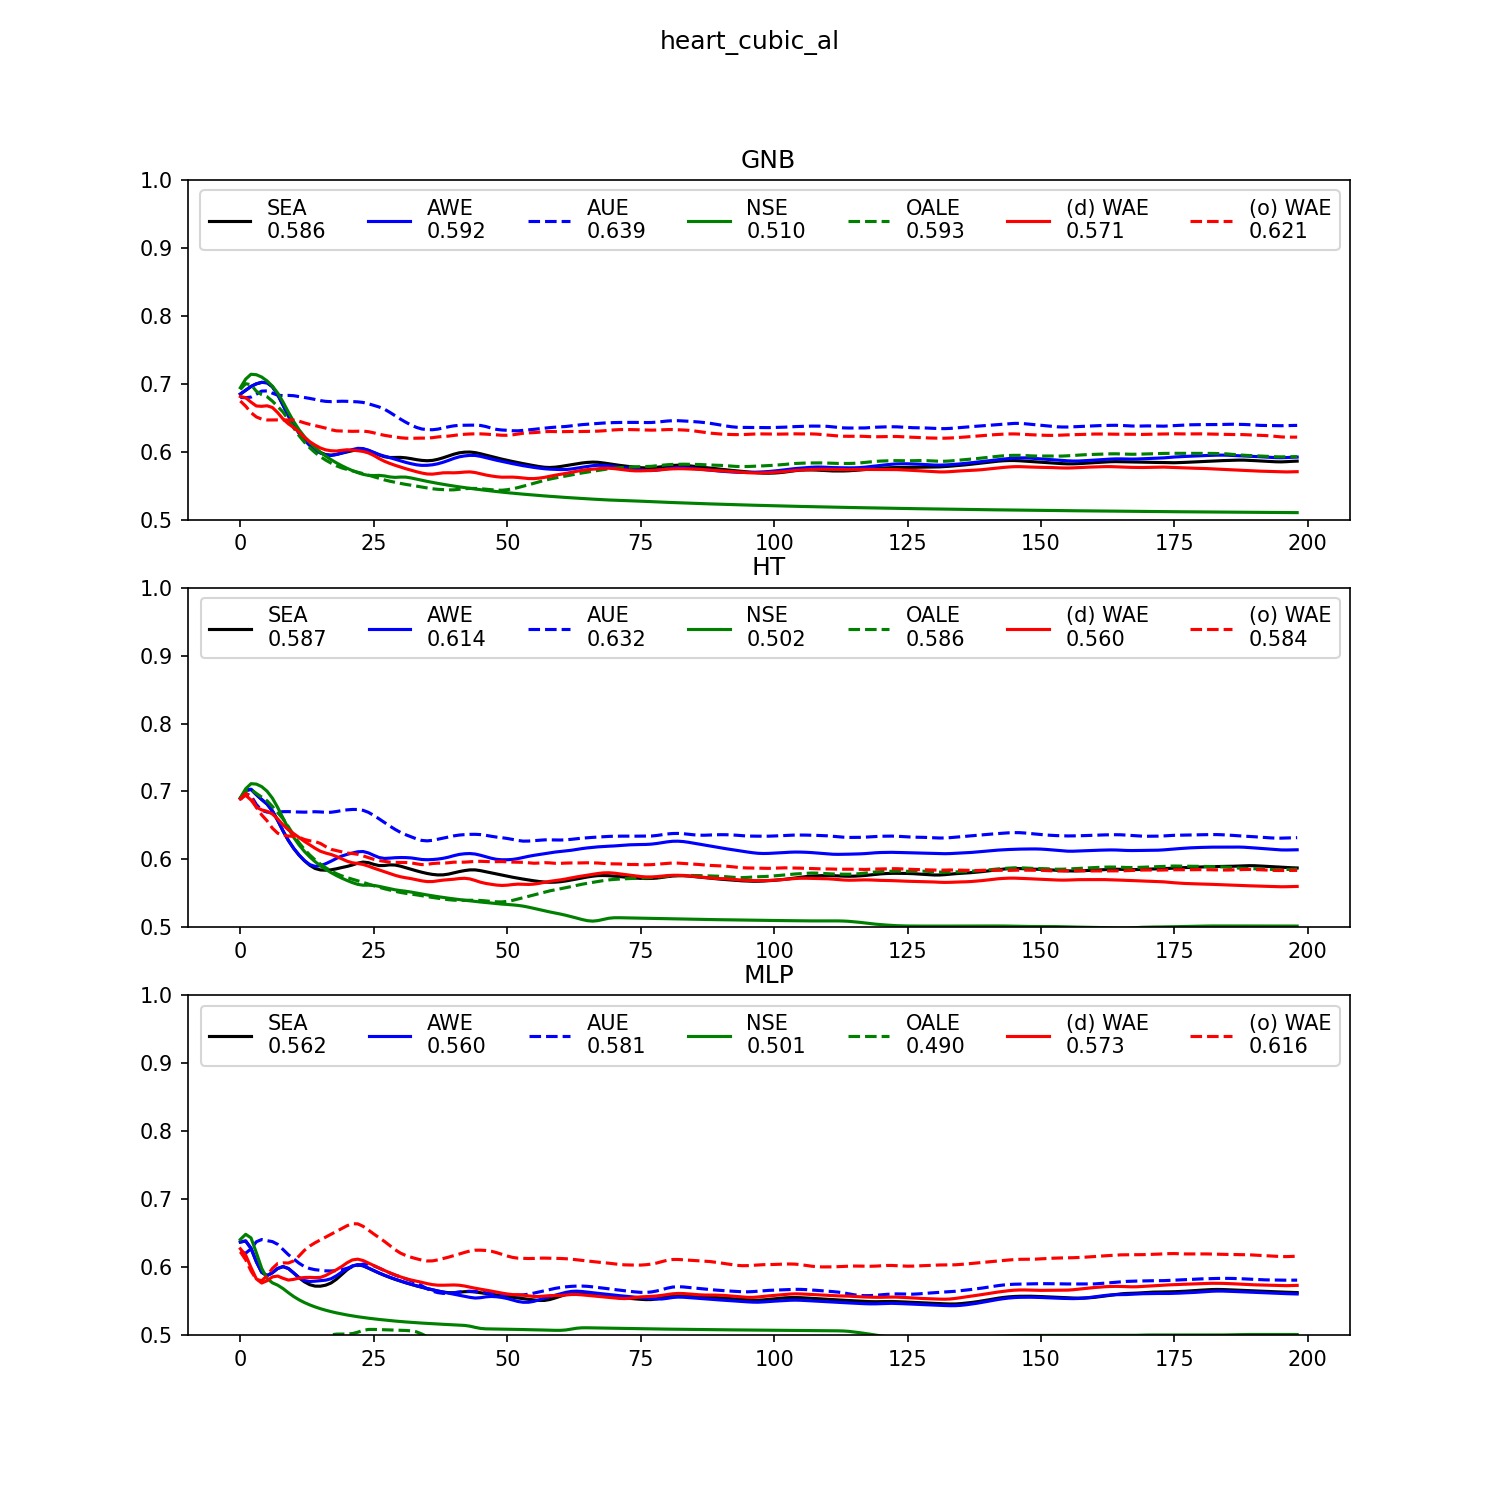 heart_cubic_al
GNB
1.0
0.9
0.8
0.7
0.6
0.5
SEA AWE AUE NSE OALE (d) WAE (o) WAE
0.586 0.592 0.639 0.510 0.593 0.571 0.621
0 25 50 75 100 125 150 175 200
HT
1.0
0.9
0.8
0.7
0.6
0.5
SEA AWE AUE NSE OALE (d) WAE (o) WAE
0.587 0.614 0.632 0.502 0.586 0.560 0.584
0 25 50 75 100 125 150 175 200
MLP
1.0
0.9
0.8
0.7
0.6
0.5
SEA AWE AUE NSE OALE (d) WAE (o) WAE
0.562 0.560 0.581 0.501 0.490 0.573 0.616
0 25 50 75 100 125 150 175 200